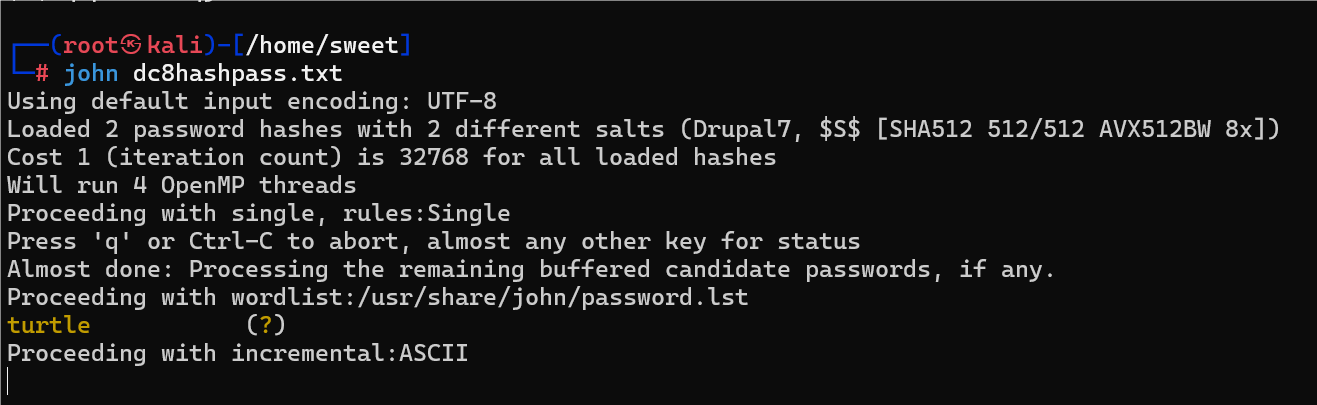 ┌──(root㉿kali)-[/home/sweet]
└─# john dc8hashpass.txt
Using default input encoding: UTF-8
Loaded 2 password hashes with 2 different salts (Drupal7, $S$ [SHA512 512/512 AVX512BW 8x])
Cost 1 (iteration count) is 32768 for all loaded hashes
Will run 4 OpenMP threads
Proceeding with single, rules:Single
Press 'q' or Ctrl-C to abort, almost any other key for status
Almost done: Processing the remaining buffered candidate passwords, if any.
Proceeding with wordlist:/usr/share/john/password.lst
turtle           (?)
Proceeding with incremental:ASCII